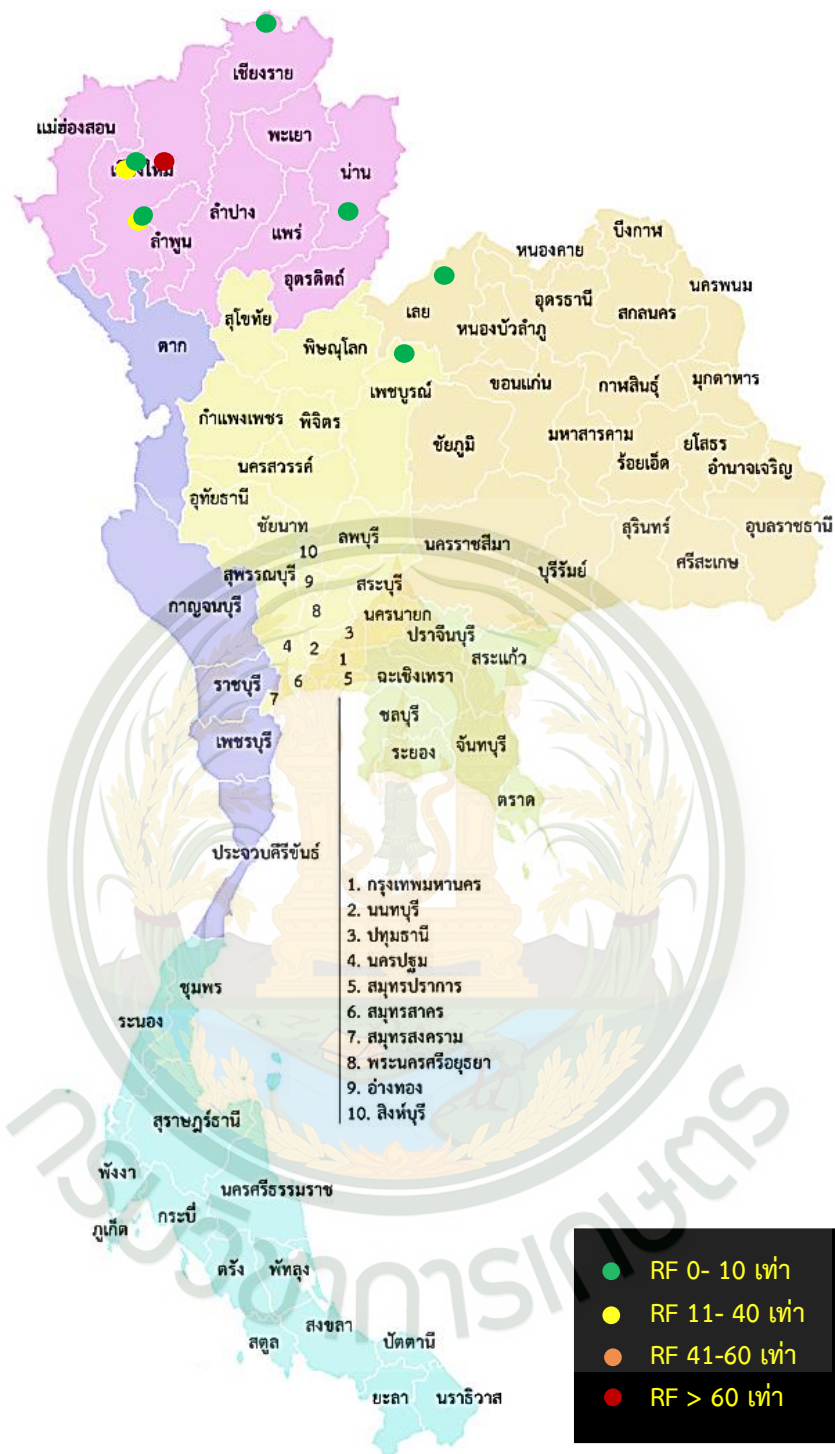 เชียงราย
แม่ฮ่องสอน
พะเยา
เชียงใหม่
น่าน
ลำปาง
แพร่
ลำพูน
อุตรดิตถ์
บึงกาฬ
หนองคาย
นครพนม
อุดรธานี
สกลนคร
เลย
หนองบัวลำภู
สุโขทัย
ตาก
พิษณุโลก
เพชบูรณ์
ขอนแก่น
กาฬสินธุ์
มุกดาหาร
กำแพงเพชร
พิจิตร
ชัยภูมิ
มหาสารคาม
ยโสธร
ร้อยเอ็ด
อำนาจเจริญ
นครสวรรค์
อุทัยธานี
ชัยนาท
ลพบุรี
นครราชสีมา
สุรินทร์
อุบลราชธานี
ศรีสะเกษ
บุรีรัมย์
10
สุพรรณบุรี
9
สระบุรี
กาญจนบุรี
8
นครนายก
3
ปราจีนบุรี
4
2
1
สระแก้ว
ราชบุรี
6
5
ฉะเชิงเทรา
7
ชลบุรี
เพชรบุรี
ระยอง
จันทบุรี
ตราด
ประจวบคีรีขันธ์
1. กรุงเทพมหานคร
2. นนทบุรี
3. ปทุมธานี
4. นครปฐม
5. สมุทรปราการ
6. สมุทรสาคร
7. สมุทรสงคราม
8. พระนครศรีอยุธยา
9. อ่างทอง
10. สิงห์บุรี
ชุมพร
ระนอง
สุราษฎร์ธานี
พังงา
นครศรีธรรมราช
กระบี่
ภูเก็ต
ตรัง
พัทลุง
สงขลา
สตูล
ปัตตานี
ยะลา
นราธิวาส
กรมวิชาการเกษตร
RF 0- 10 เท่า
RF 11- 40 เท่า
RF 41-60 เท่า
RF > 60 เท่า